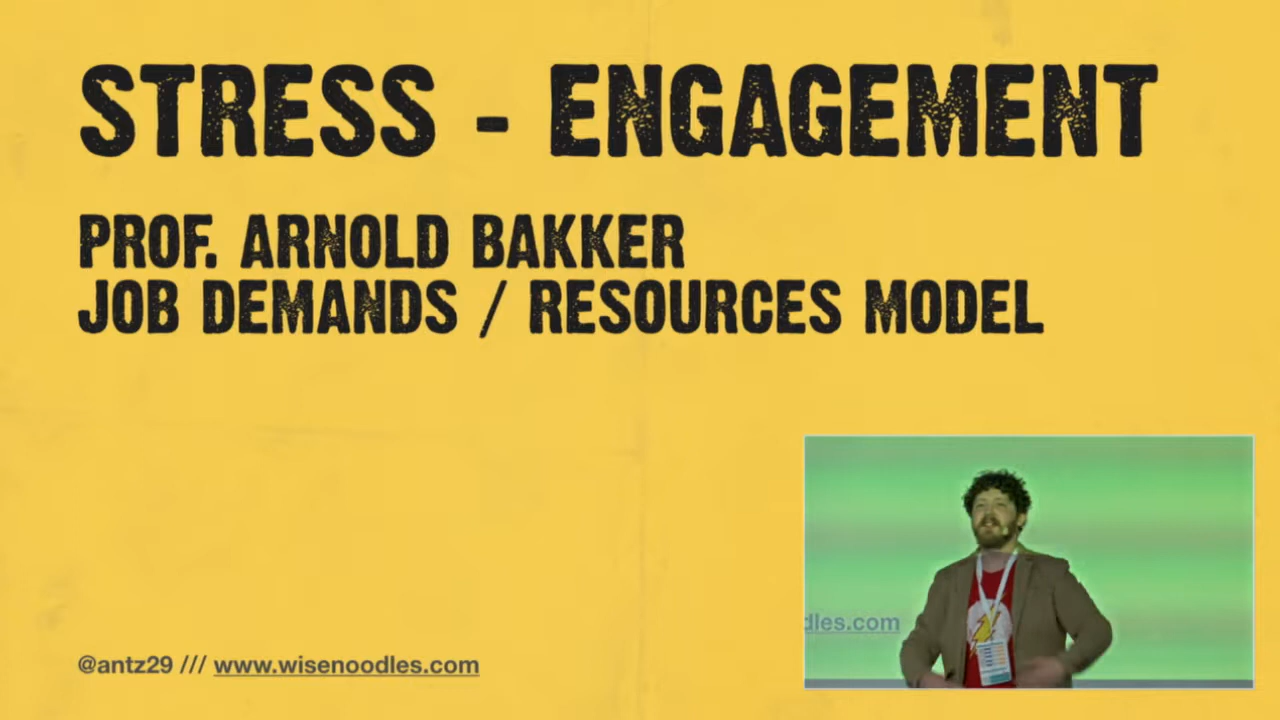 STRESS - ENGAGEMENT
PROF. ARNOLD BAKKER
JOB DEMANDS / RESOURCES MODEL
dles.com
@antz29 /// www.wisenoodles.com